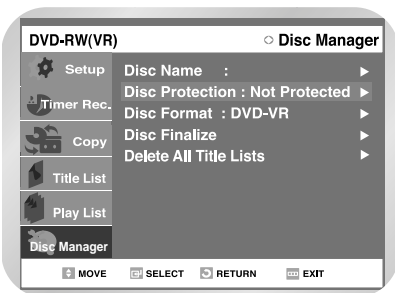 DVD-RW(VR) Disc Manager
Setup
Timer Rec.
Copy
Title List
Play List
Disc Manager
Disc Name :
Disc Protection : Not Protected
Disc Format : DVD-VR
Disc Finalize
Delete All Title Lists
MOVE SELECT RETURN EXIT